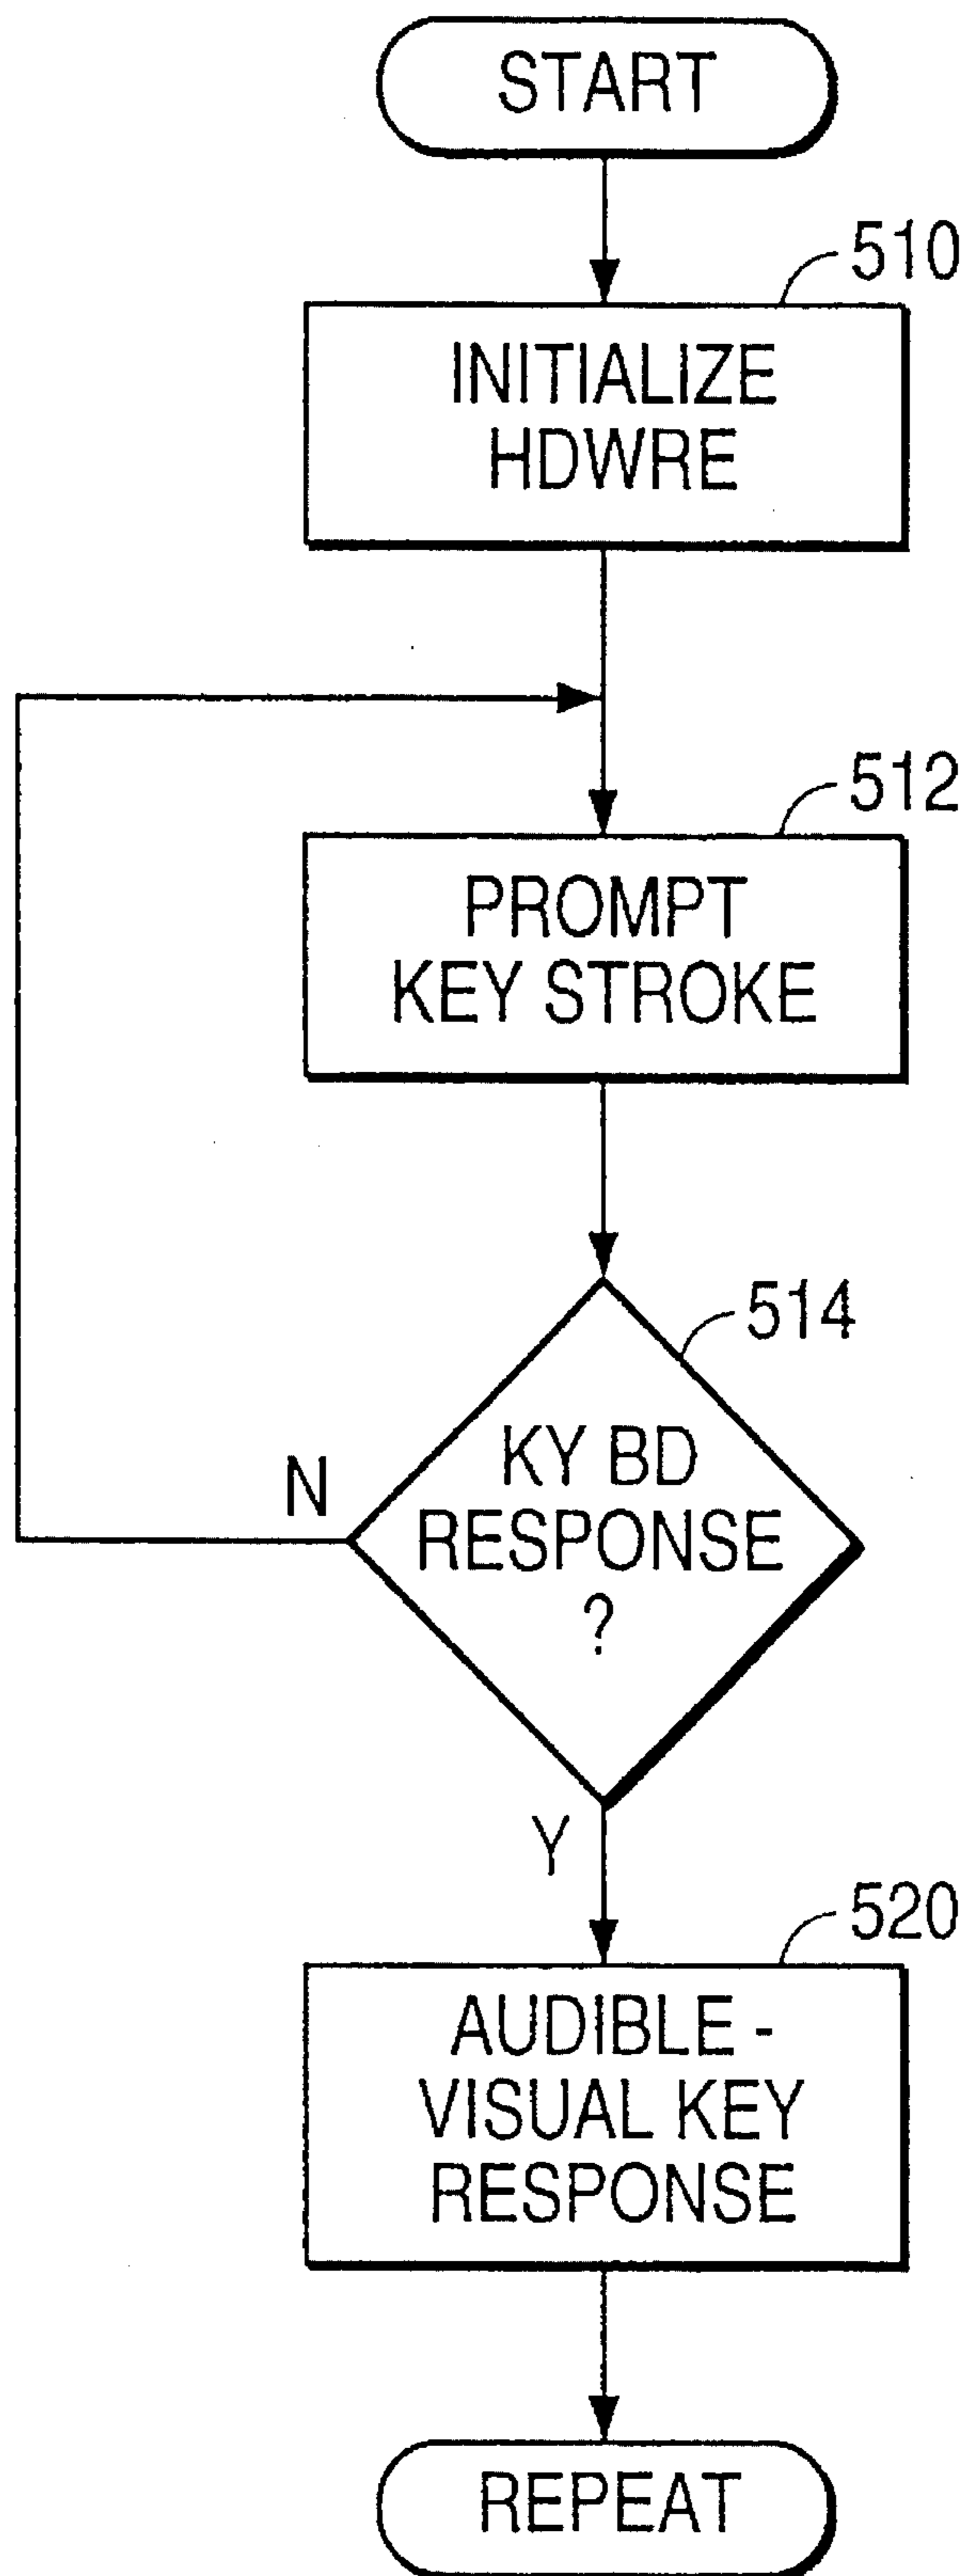 START
510
INITIALIZE
HDWRE
512
PROMPT
KEY STROKE
514
KY BD
RESPONSE
?
N
Y
520
AUDIBLE -
VISUAL KEY
RESPONSE
REPEAT